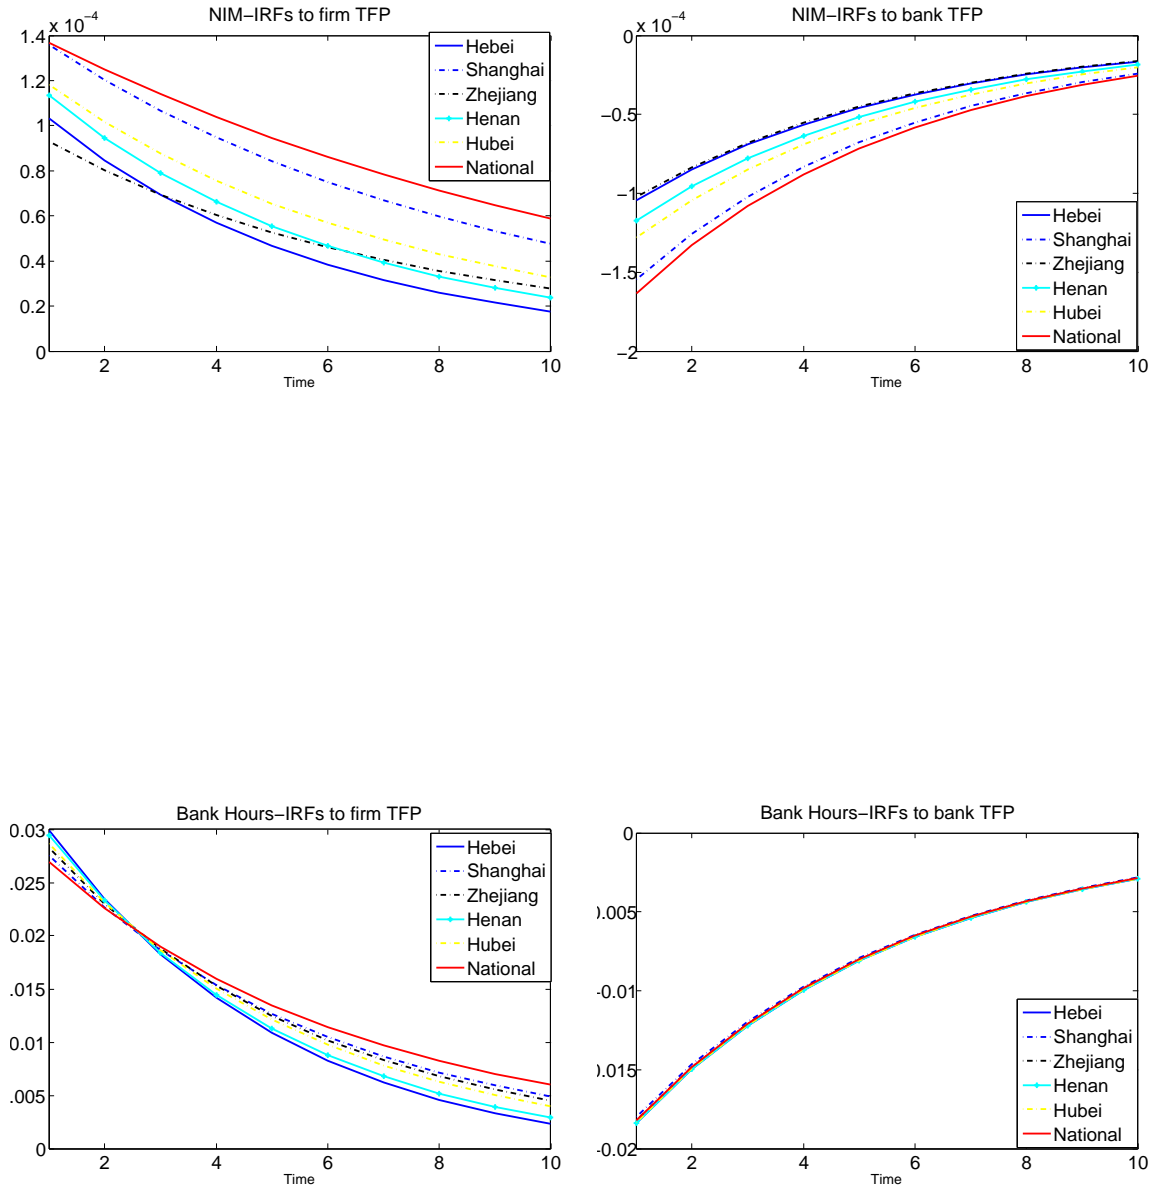 NIM−IRFs to firm TFP
x 10−4
1.4
1.2
1
0.8
0.6
0.4
0.2
0
2
4
6
8
10
Time
Hebei
Shanghai
Zhejiang
Henan
Hubei
National
NIM−IRFs to bank TFP
x 10−4
0
−0.5
−1
−1.5
−2
2
4
6
8
10
Time
Hebei
Shanghai
Zhejiang
Henan
Hubei
National
Bank Hours−IRFs to firm TFP
0.03
.025
0.02
.015
0.01
.005
0
2
4
6
8
10
Time
Hebei
Shanghai
Zhejiang
Henan
Hubei
National
Bank Hours−IRFs to bank TFP
0
0.005
-0.01
0.015
-0.02
2
4
6
8
10
Time
Hebei
Shanghai
Zhejiang
Henan
Hubei
National